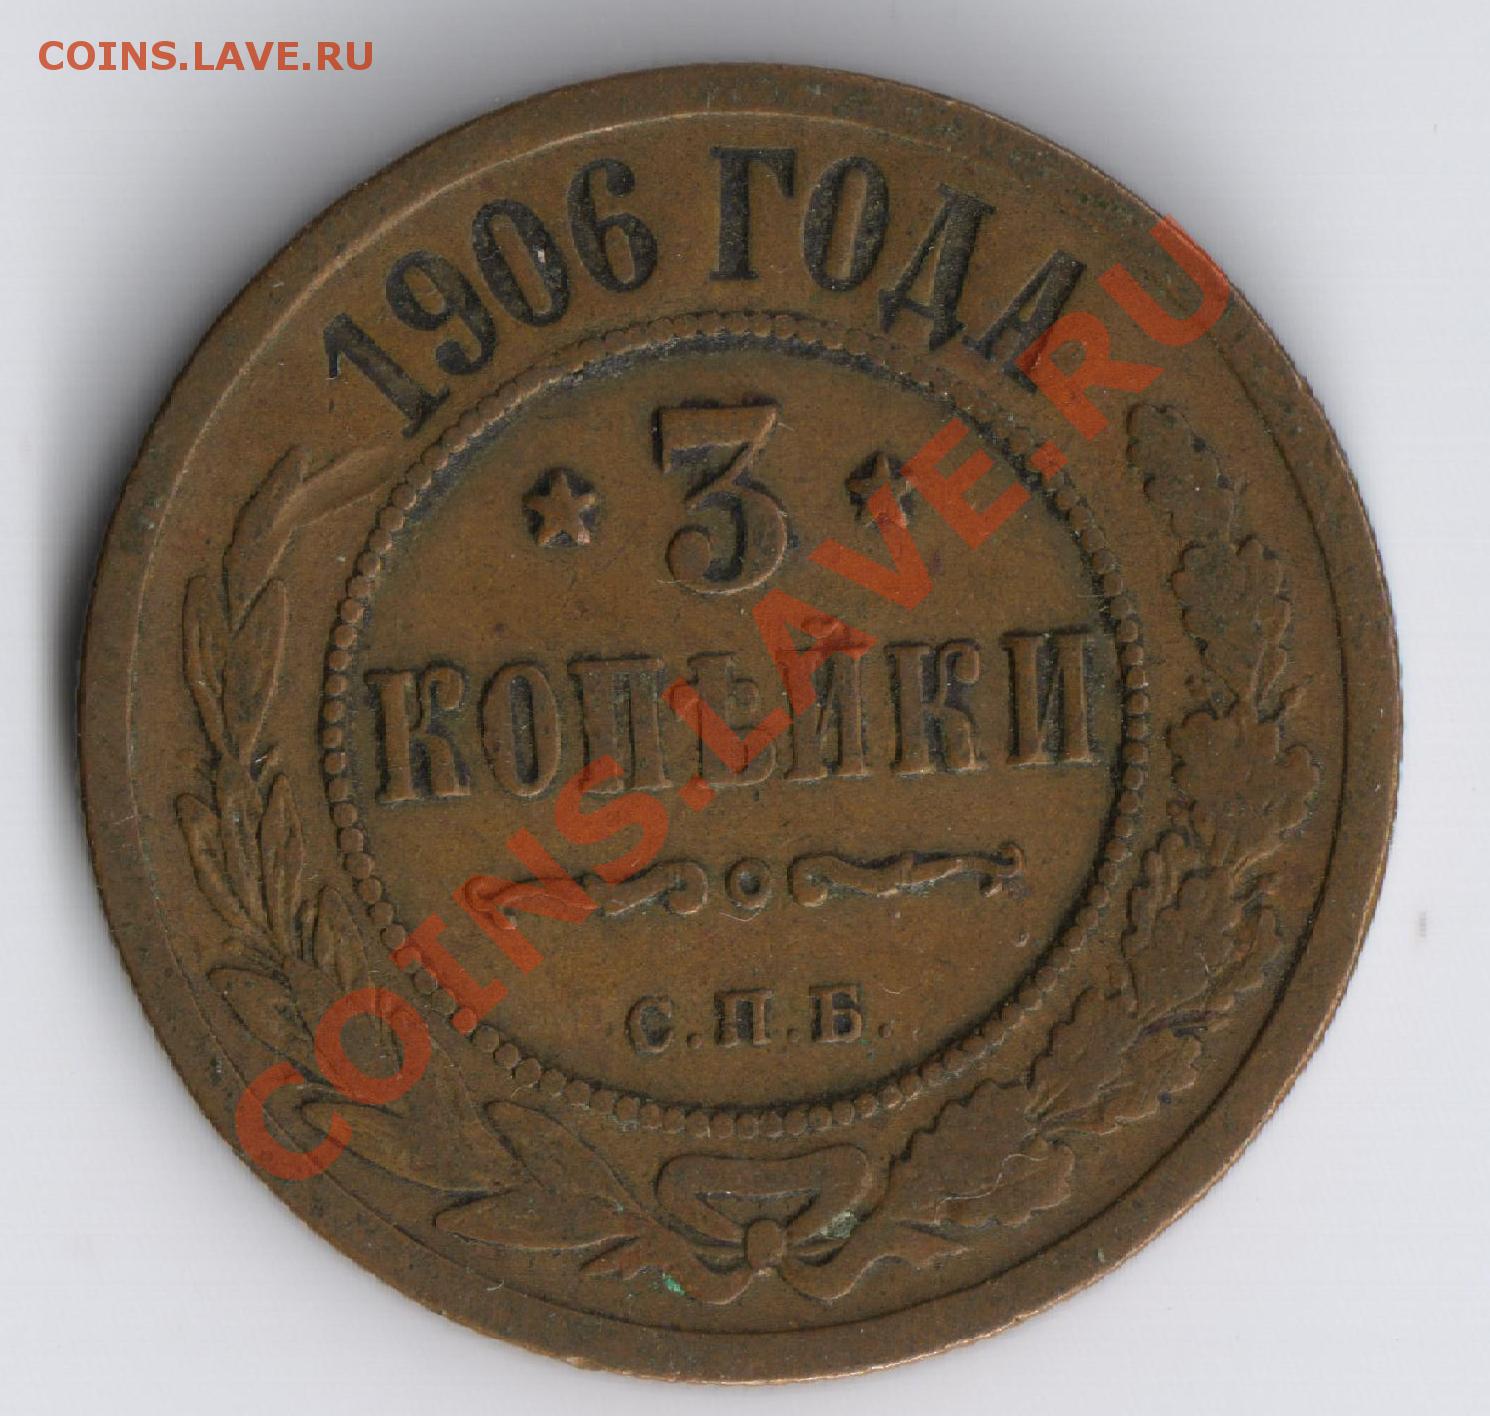 COINS.LAVE.RU
1906 ГОДА
* 3 *
КОПѢЙКИ
С.П.Б.
COINS.LAVE.RU